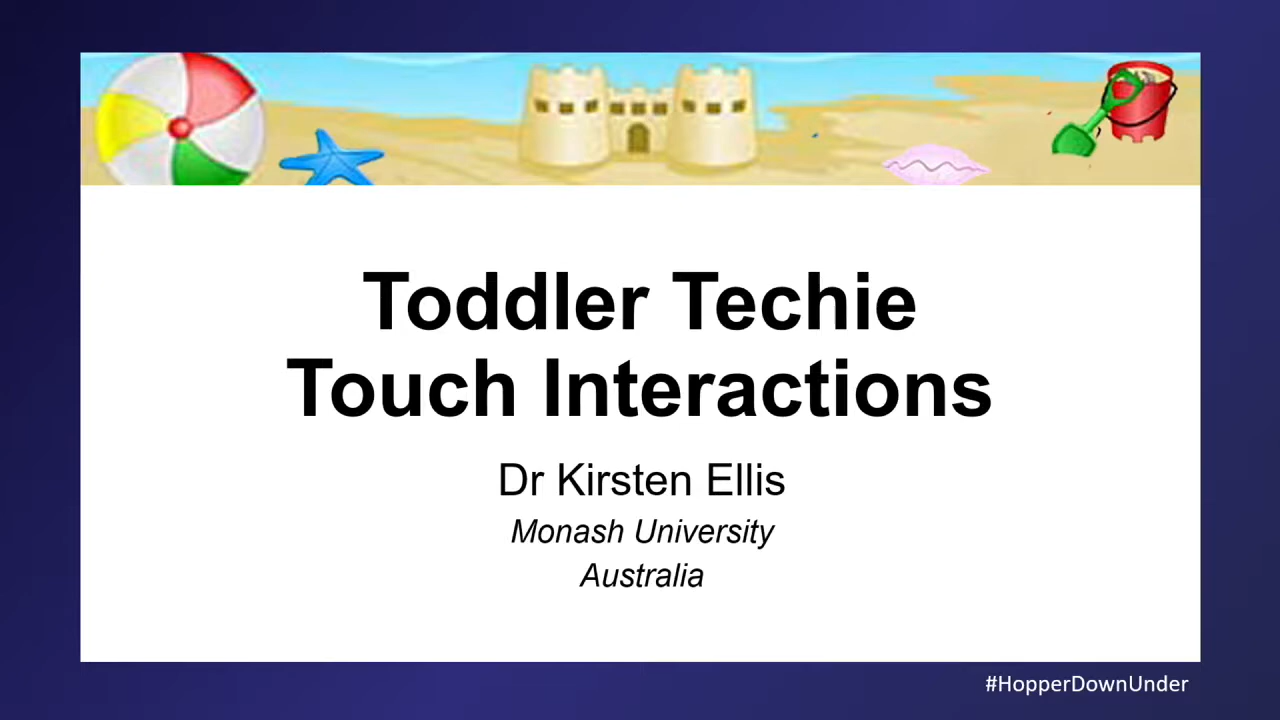 Toddler Techie
Touch Interactions
Dr Kirsten Ellis
Monash University
Australia
#HopperDownUnder